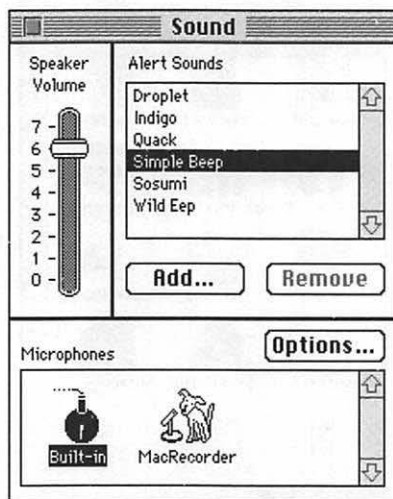 Sound
Speaker
Volume
7
6
5
4
3
2
1
0
Alert Sounds
Droplet
Indigo
Quack
Simple Beep
Sosumi
Wild Eep
Add...
Remove
Microphones
Options...
Built-in
MacRecorder